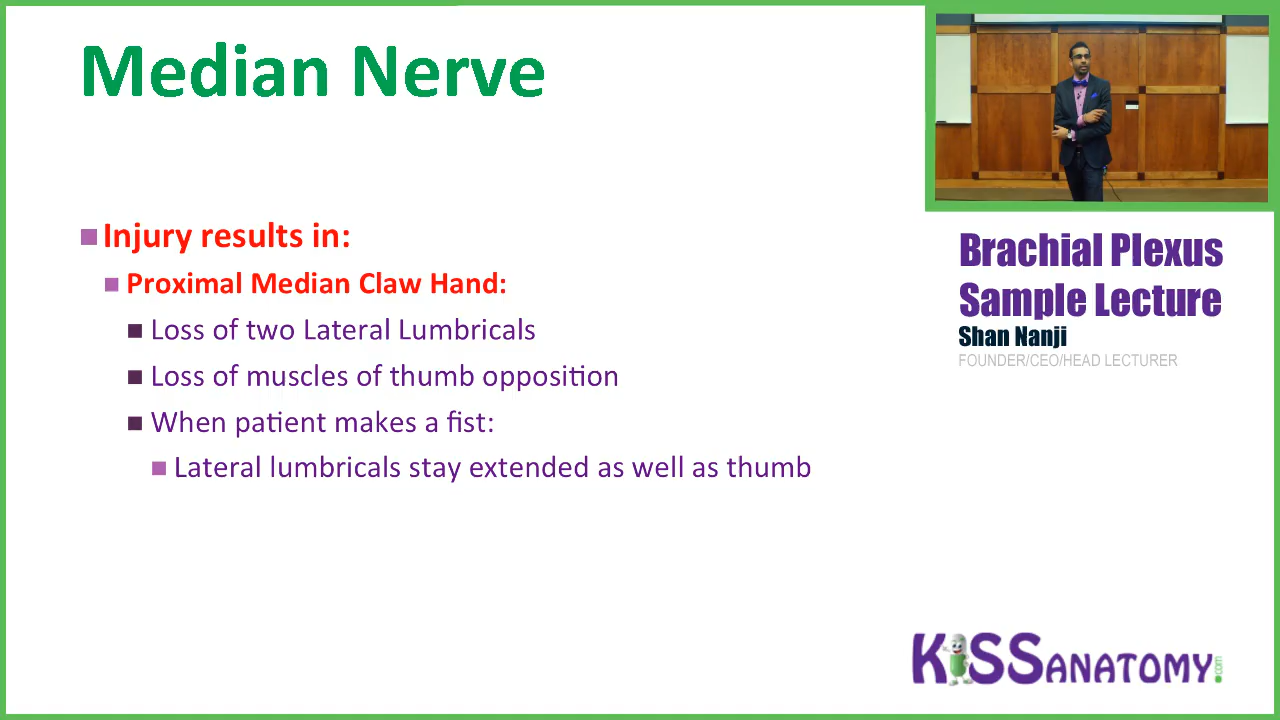 Median Nerve
Injury results in:
Proximal Median Claw Hand:
Loss of two Lateral Lumbricals
Loss of muscles of thumb opposition
When patient makes a fist:
Lateral lumbricals stay extended as well as thumb
Brachial Plexus
Sample Lecture
Shan Nanji
FOUNDER/CEO/HEAD LECTURER
KiSSANATOMY.com